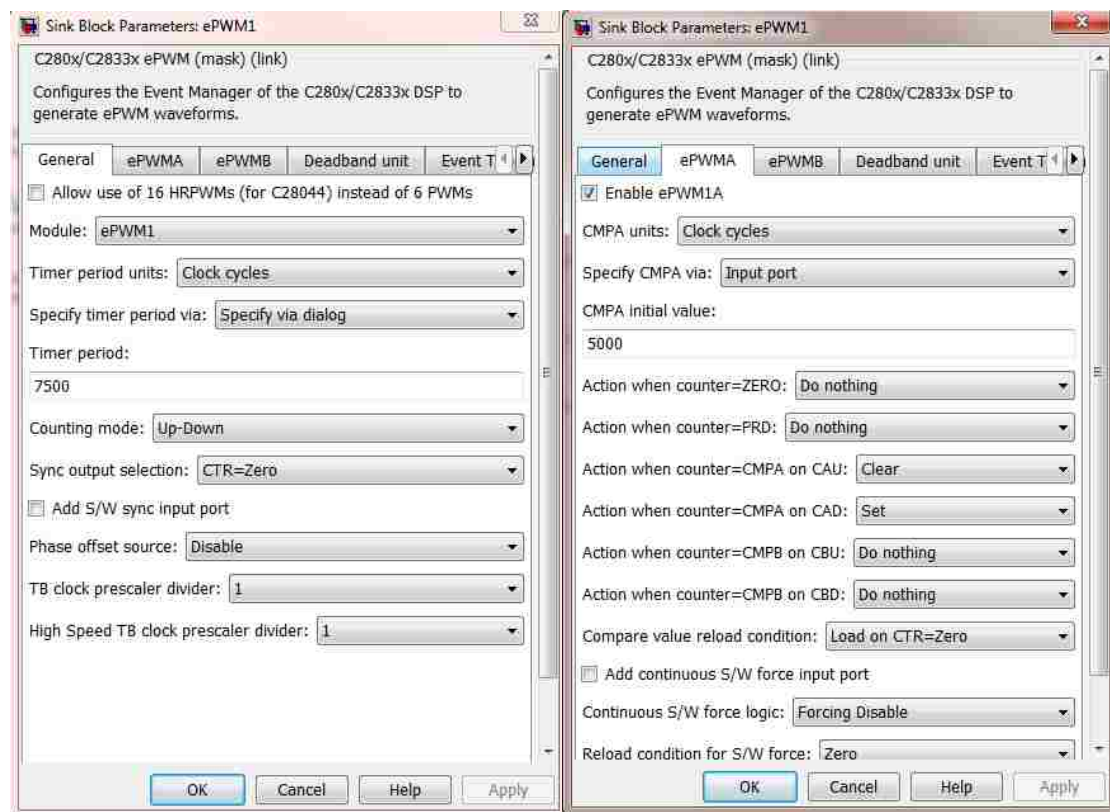 Sink Block Parameters: ePWM1
C280x/C2833x ePWM (mask) (link)
Configures the Event Manager of the C280x/C2833x DSP to
generate ePWM waveforms.
General ePWMA ePWMB Deadband unit Event T
Allow use of 16 HRPWMs (for C28044) instead of 6 PWMs
Module: ePWM1
Timer period units: Clock cycles
Specify timer period via: Specify via dialog
Timer period:
7500
Counting mode: Up-Down
Sync output selection: CTR=Zero
Add S/W sync input port
Phase offset source: Disable
TB clock prescaler divider: 1
High Speed TB clock prescaler divider: 1
OK Cancel Help Apply
Sink Block Parameters: ePWM1
C280x/C2833x ePWM (mask) (link)
Configures the Event Manager of the C280x/C2833x DSP to
generate ePWM waveforms.
General ePWMA ePWMB Deadband unit Event T
Enable ePWM1A
CMPA units: Clock cycles
Specify CMPA via: Input port
CMPA initial value:
5000
Action when counter=ZERO: Do nothing
Action when counter=PRD: Do nothing
Action when counter=CMPA on CAU: Clear
Action when counter=CMPA on CAD: Set
Action when counter=CMPB on CBU: Do nothing
Action when counter=CMPB on CBD: Do nothing
Compare value reload condition: Load on CTR=Zero
Add continuous S/W force input port
Continuous S/W force logic: Forcing Disable
Reload condition for S/W force: Zero
OK Cancel Help Apply